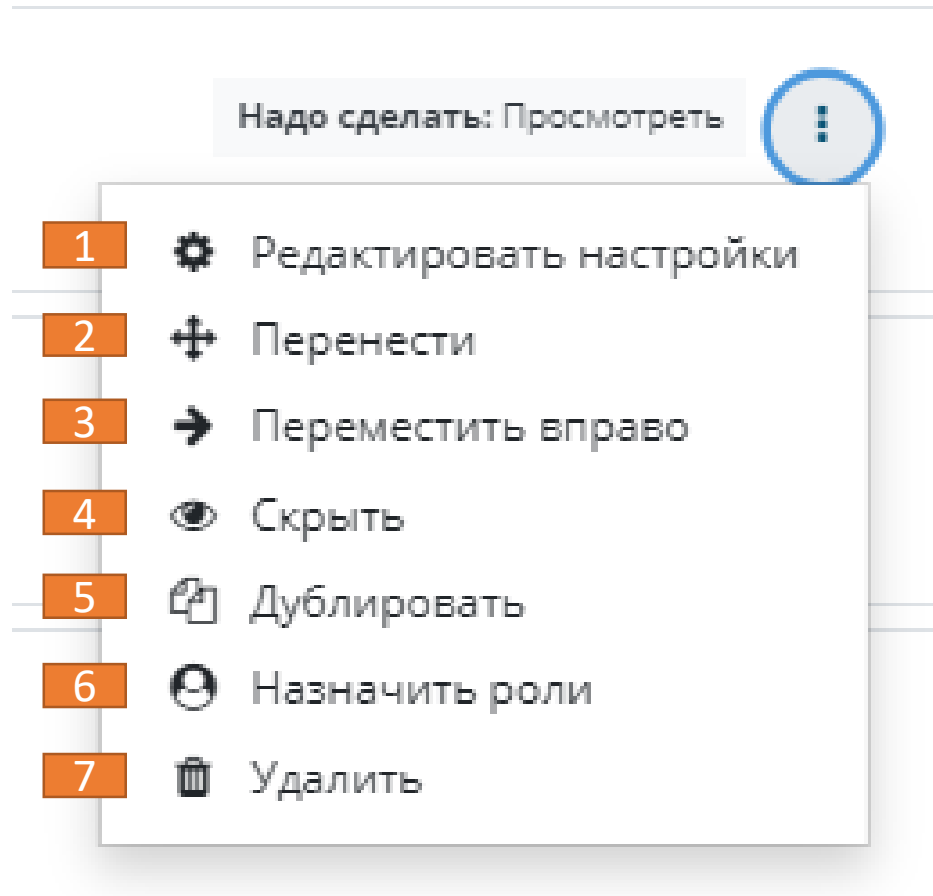 Надо сделать: Просмотреть
1 Редактировать настройки
2 Перенести
3 Переместить вправо
4 Скрыть
5 Дублировать
6 Назначить роли
7 Удалить